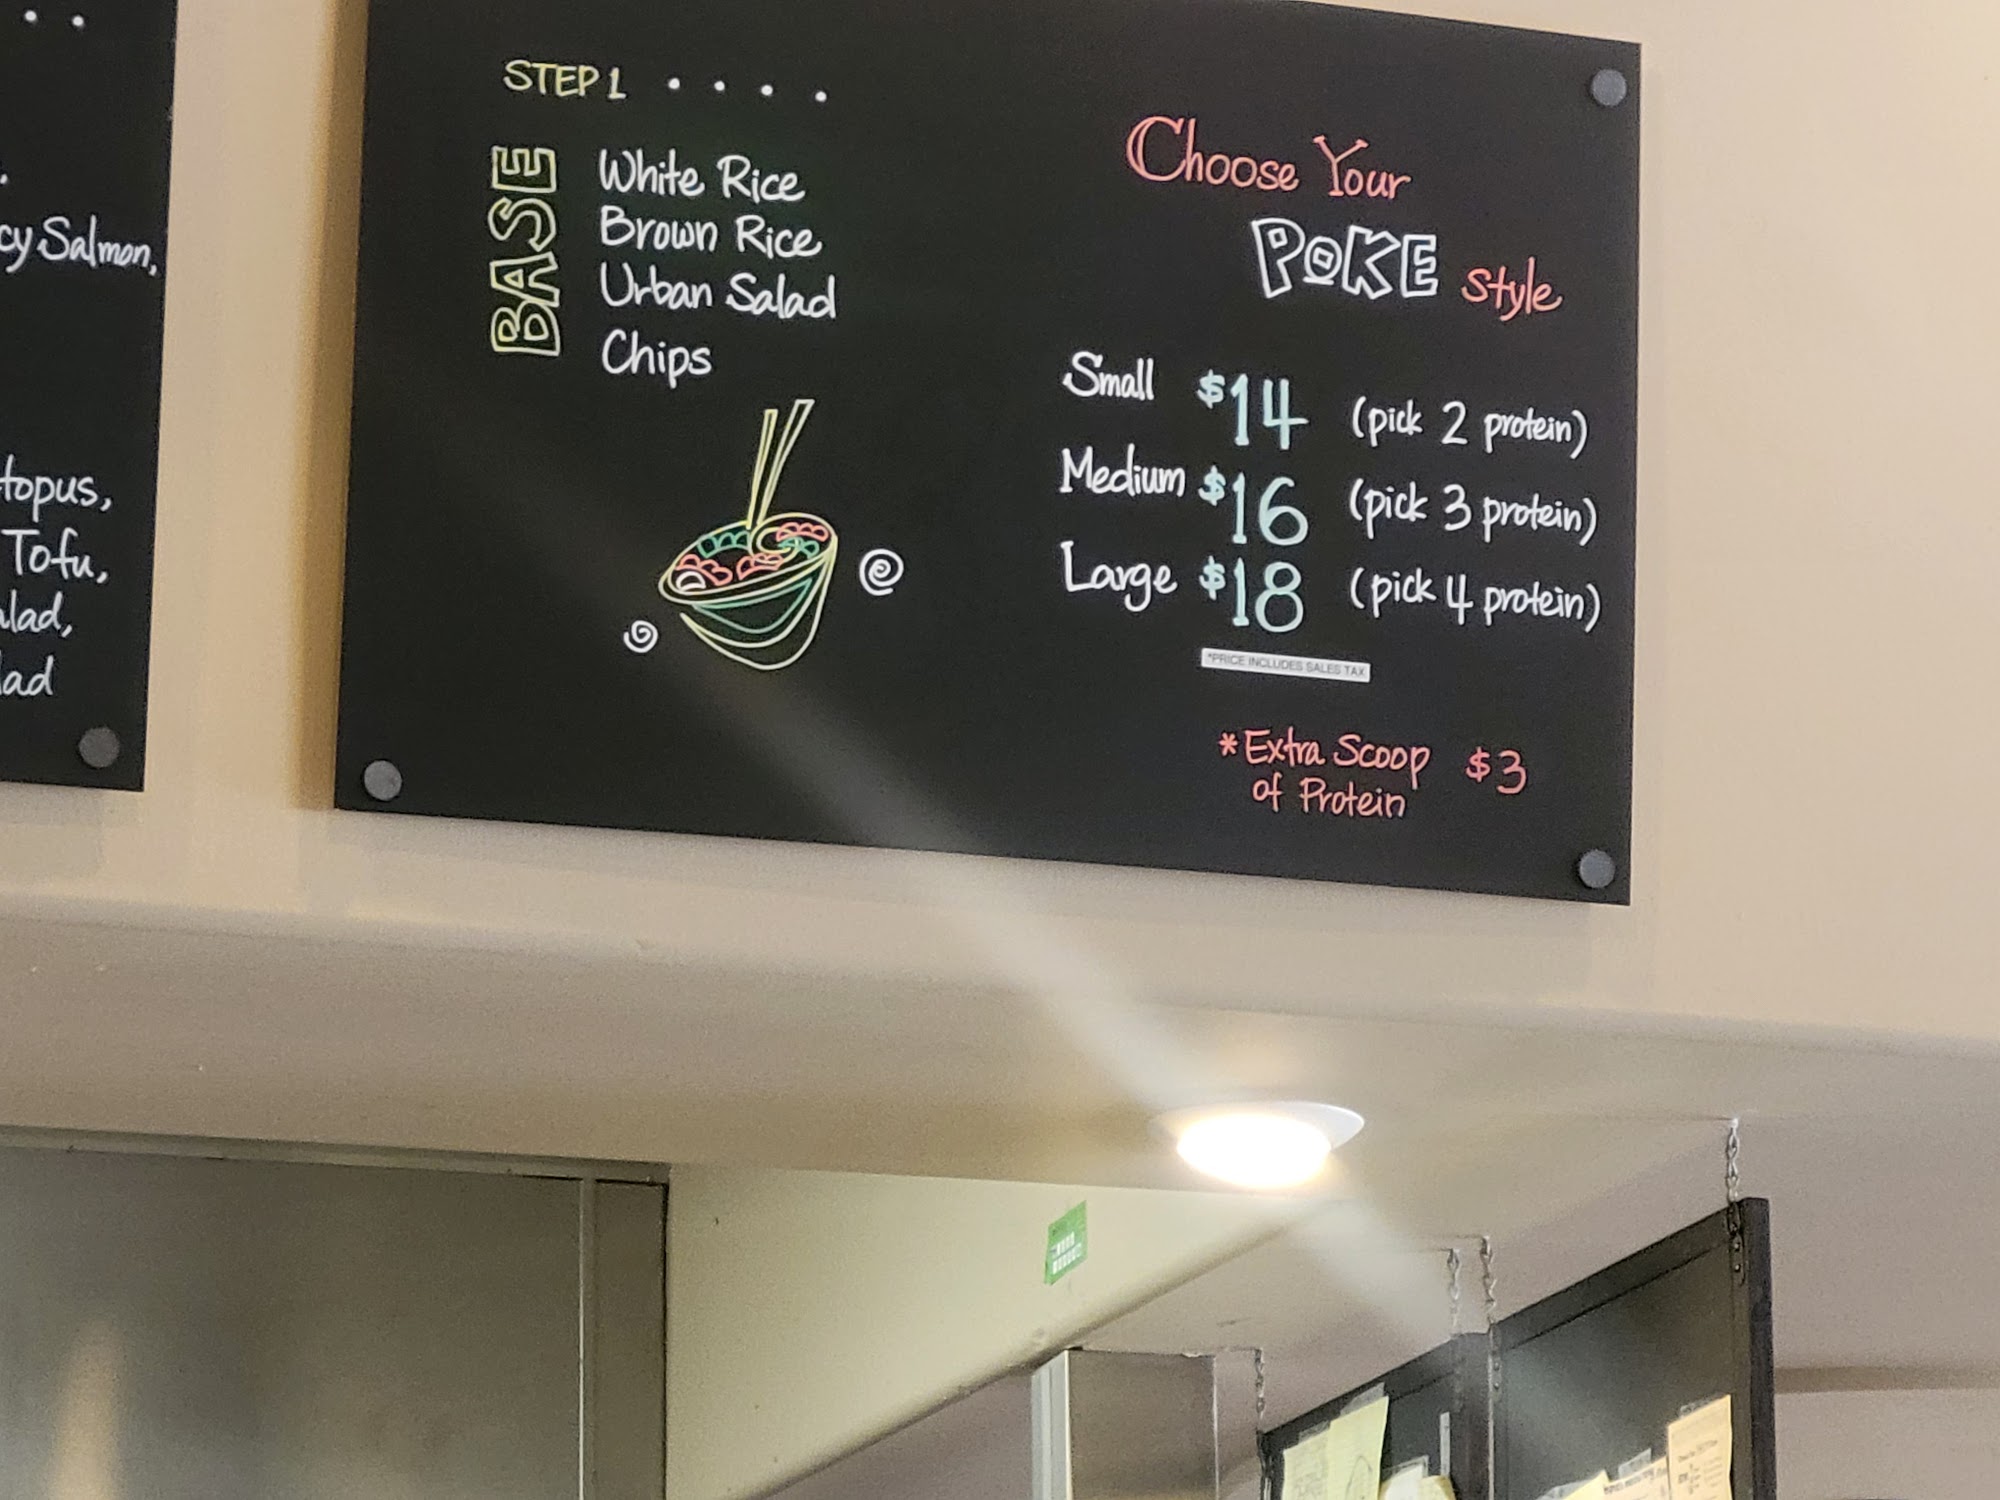 cy Salmon,
topus,
Tofu,
lad,
lad
STEP 1 . . . .
BASE
White Rice
Brown Rice
Urban Salad
Chips
Choose Your
POKE style
Small $14 (pick 2 protein)
Medium $16 (pick 3 protein)
Large $18 (pick 4 protein)
*PRICE INCLUDES SALES TAX
*Extra Scoop $3
of Protein